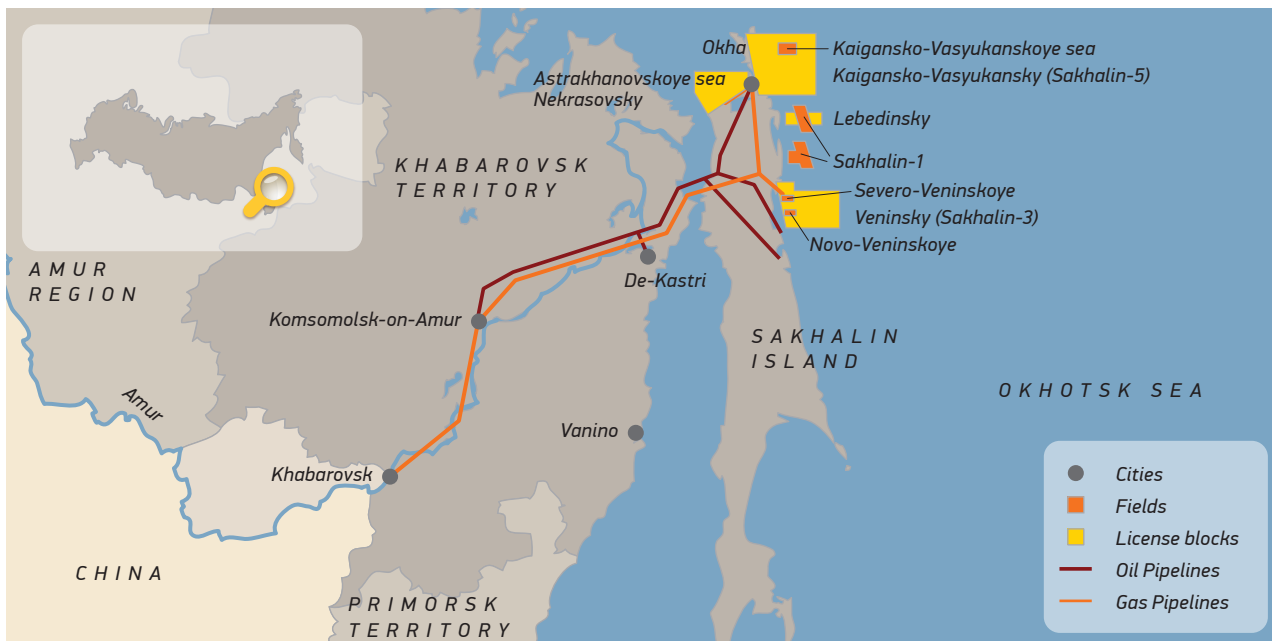 Okha
Kaigansko-Vasyukanskoye sea
Kaigansko-Vasyukansky (Sakhalin-5)
Astrakhanovskoye sea
Nekrasovsky
Lebedinsky
Sakhalin-1
Severo-Veninskoye
Veninsky (Sakhalin-3)
Novo-Veninskoye
KHABAROVSK
TERRITORY
AMUR
REGION
De-Kastri
Komsomolsk-on-Amur
SAKHALIN
ISLAND
OKHOTSK SEA
Amur
Vanino
Khabarovsk
CHINA
PRIMORSK
TERRITORY
Cities
Fields
License blocks
Oil Pipelines
Gas Pipelines